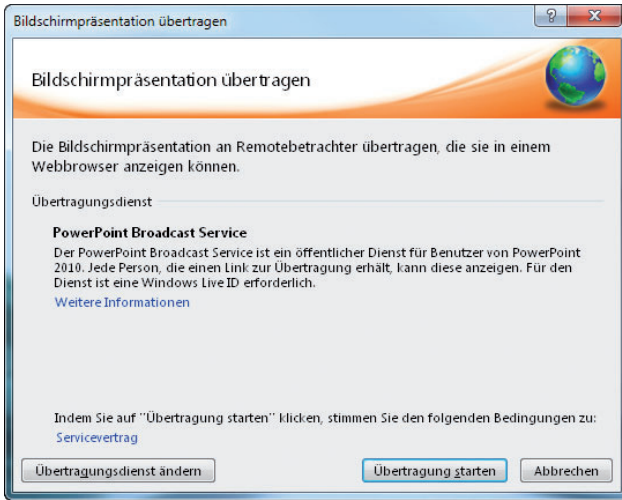 Bildschirmpräsentation übertragen
Bildschirmpräsentation übertragen
Die Bildschirmpräsentation an Remotebetrachter übertragen, die sie in einem
Webbrowser anzeigen können.
Übertragungsdienst
PowerPoint Broadcast Service
Der PowerPoint Broadcast Service ist ein öffentlicher Dienst für Benutzer von PowerPoint
2010. Jede Person, die einen Link zur Übertragung erhält, kann diese anzeigen. Für den
Dienst ist eine Windows Live ID erforderlich.
Weitere Informationen
Indem Sie auf "Übertragung starten" klicken, stimmen Sie den folgenden Bedingungen zu:
Servicevertrag
Übertragungsdienst ändern
Übertragung starten
Abbrechen